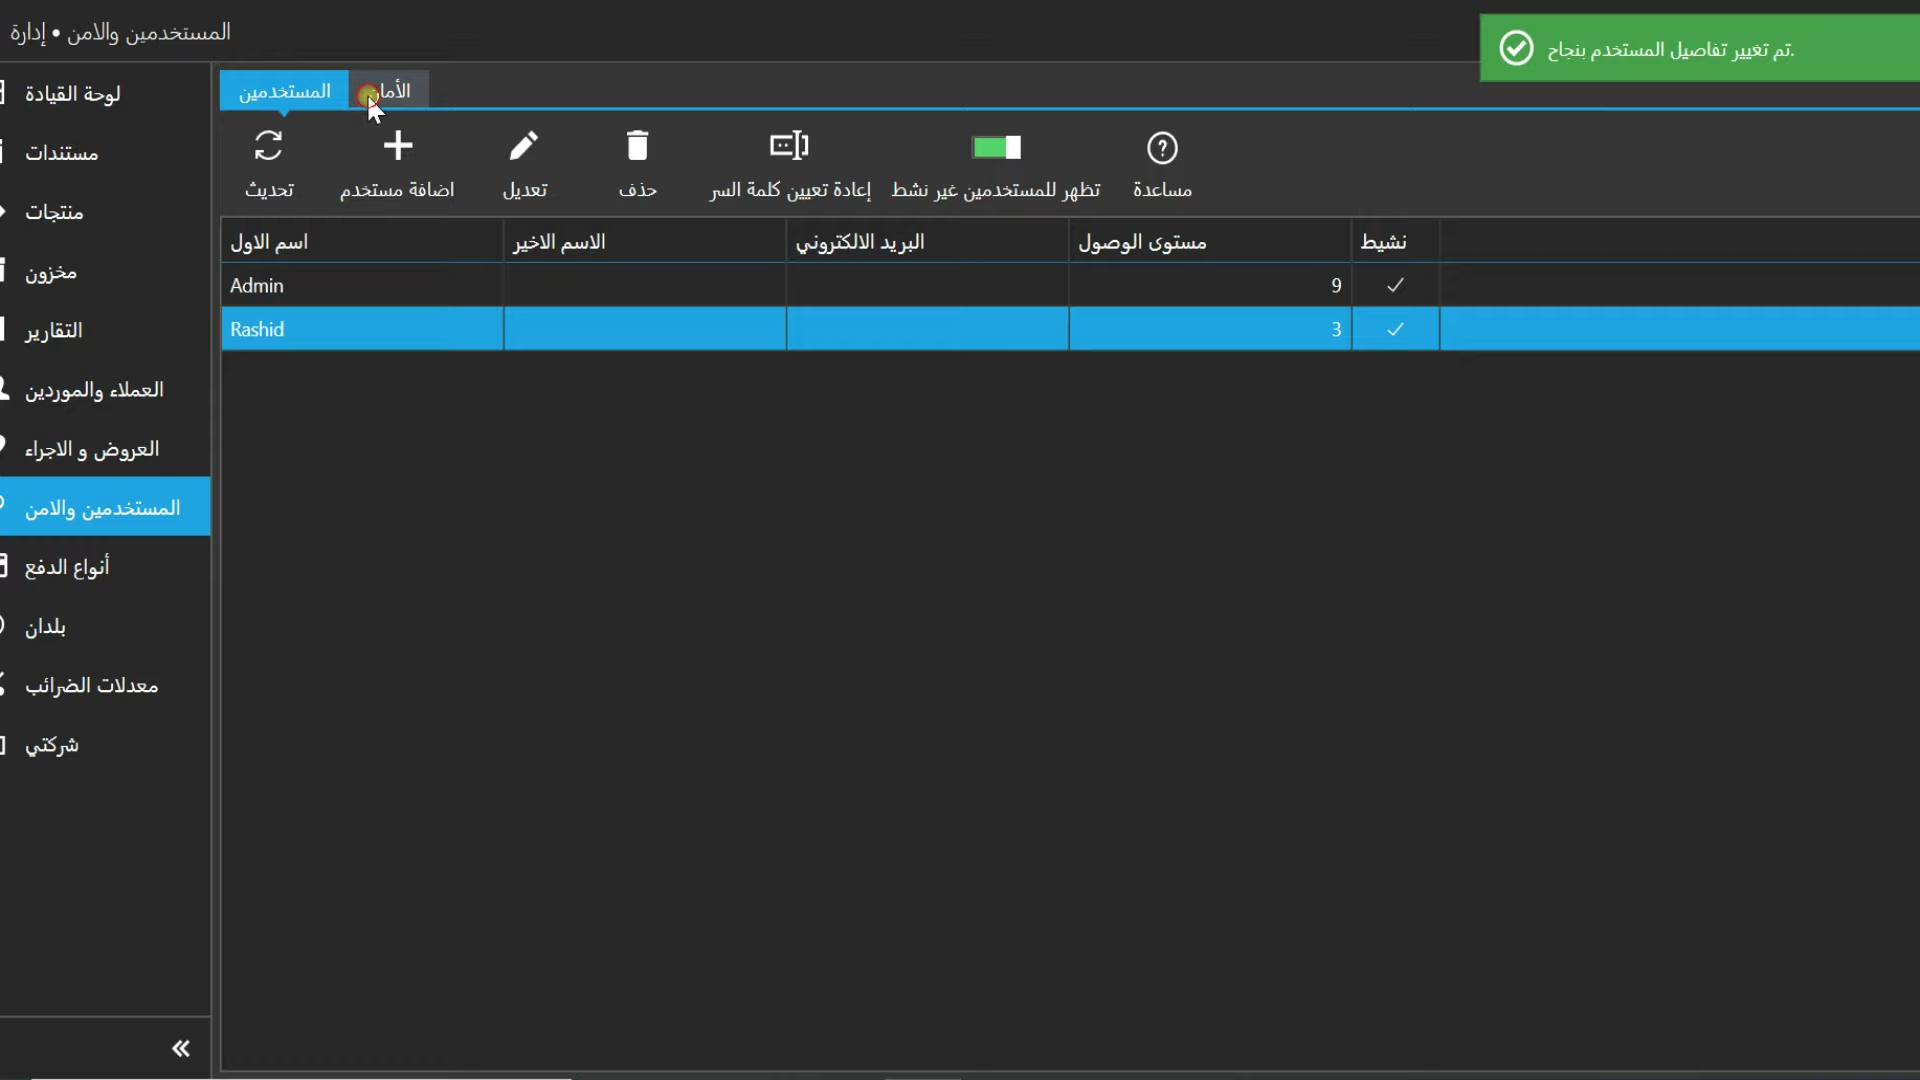 المستخدمين والامن • إدارة
تم تغيير تفاصيل المستخدم بنجاح.
لوحة القيادة
مستندات
منتجات
مخزون
التقارير
العملاء والموردين
العروض و الاجراء
المستخدمين والامن
أنواع الدفع
بلدان
معدلات الضرائب
شركتي
المستخدمين
تحديث
اضافة مستخدم
تعديل
حذف
إعادة تعيين كلمة السر
تظهر للمستخدمين غير نشط
مساعدة
اسم الاول
الاسم الاخير
البريد الالكتروني
مستوى الوصول
نشيط
Admin 9
Rashid 3